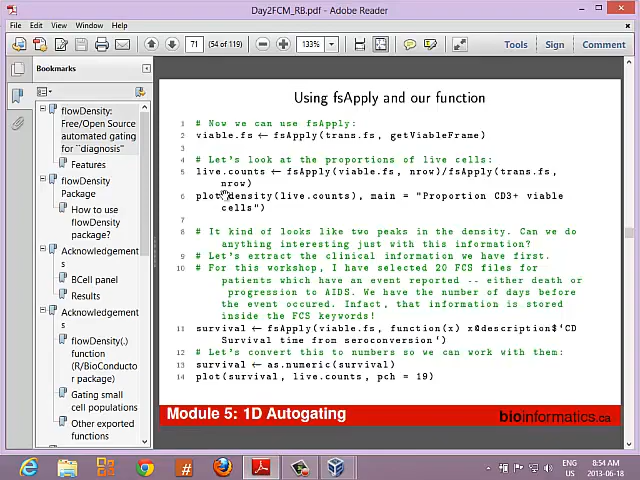 Day2FCM_RB.pdf - Adobe Reader
File Edit View Window Help
71 (54 of 119) 133% Tools Sign Comment
Bookmarks
flowDensity:
Free/Open Source
automated gating
for ``diagnosis''
Features
flowDensity
Package
How to use
flowDensity
package?
Acknowledgement
s
BCell panel
Results
Acknowledgement
s
flowDensity(.)
function
(R/BioConducto
r package)
Gating small
cell populations
Other exported
functions
Using fsApply and our function
1 # Now we can use fsApply:
2 viable.fs ← fsApply(trans.fs, getViableFrame)
3
4 # Let's look at the proportions of live cells:
5 live.counts ← fsApply(viable.fs, nrow)/fsApply(trans.fs,
nrow)
6 plot(density(live.counts), main = "Proportion CD3+ viable
cells")
7
8 # It kind of looks like two peaks in the density. Can we do
anything interesting just with this information?
9 # Let's extract the clinical information we have first.
10 # For this workshop, I have selected 20 FCS files for
patients which have an event reported -- either death or
progression to AIDS. We have the number of days before
the event occured. Infact, that information is stored
inside the FCS keywords!
11 survival ← fsApply(viable.fs, function(x) x@description$'CD
Survival time from seroconversion')
12 # Let's convert this to numbers so we can work with them:
13 survival ← as.numeric(survival)
14 plot(survival, live.counts, pch = 19)
Module 5: 1D Autogating
bioinformatics.ca
ENG
US
8:54 AM
2013-06-18